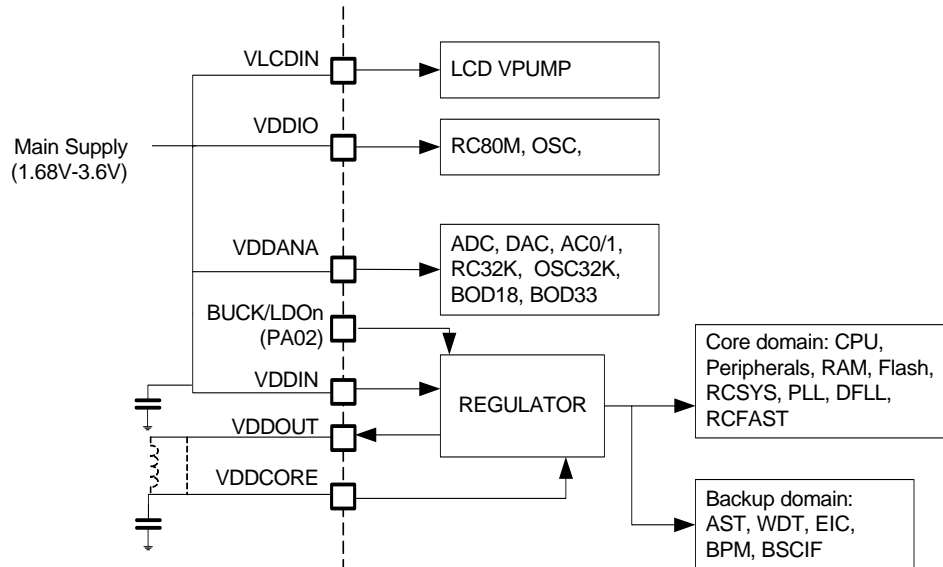 VLCDIN
LCD VPUMP
VDDIO
Main Supply
(1.68V-3.6V)
RC80M, OSC,
VDDANA
ADC, DAC, AC0/1,
RC32K, OSC32K,
BOD18, BOD33
BUCK/LDOn
(PA02)
VDDIN
REGULATOR
Core domain: CPU,
Peripherals, RAM, Flash,
RCSYS, PLL, DFLL,
RCFAST
VDDOUT
VDDCORE
Backup domain:
AST, WDT, EIC,
BPM, BSCIF